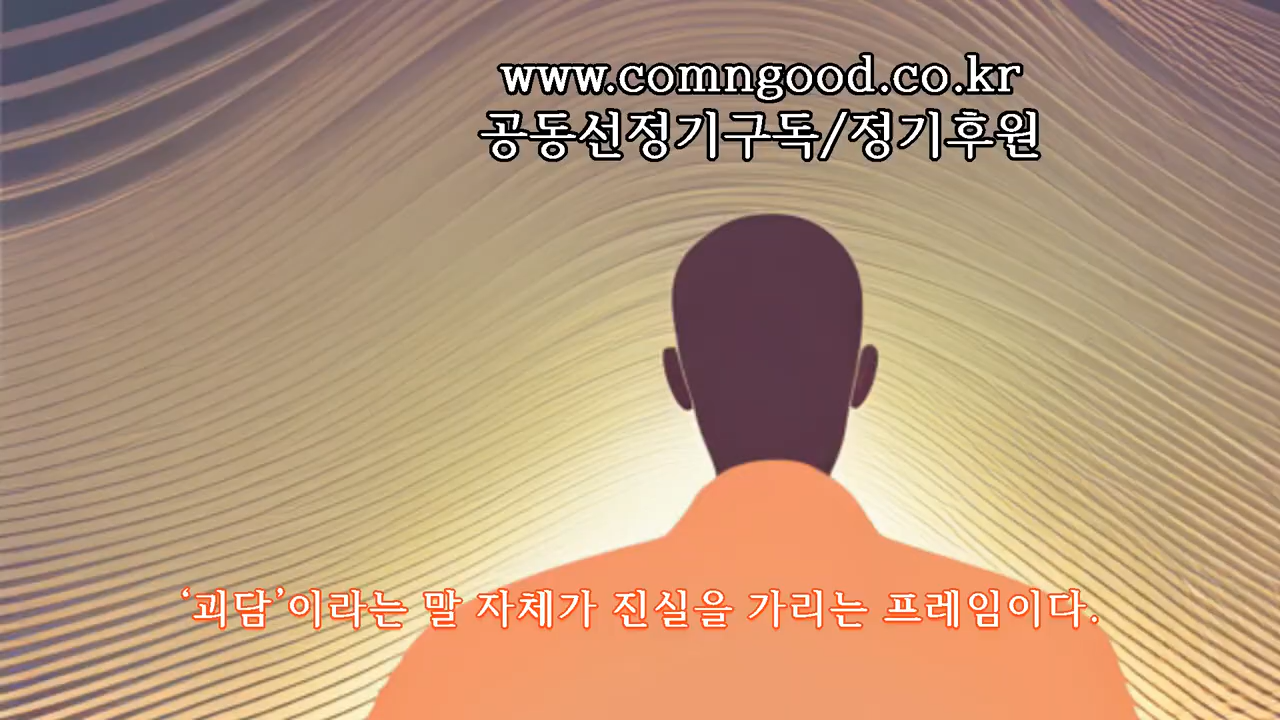 www.comngood.co.kr
공동선정기구독/정기후원
‘괴담’이라는 말 자체가 진실을 가리는 프레임이다.